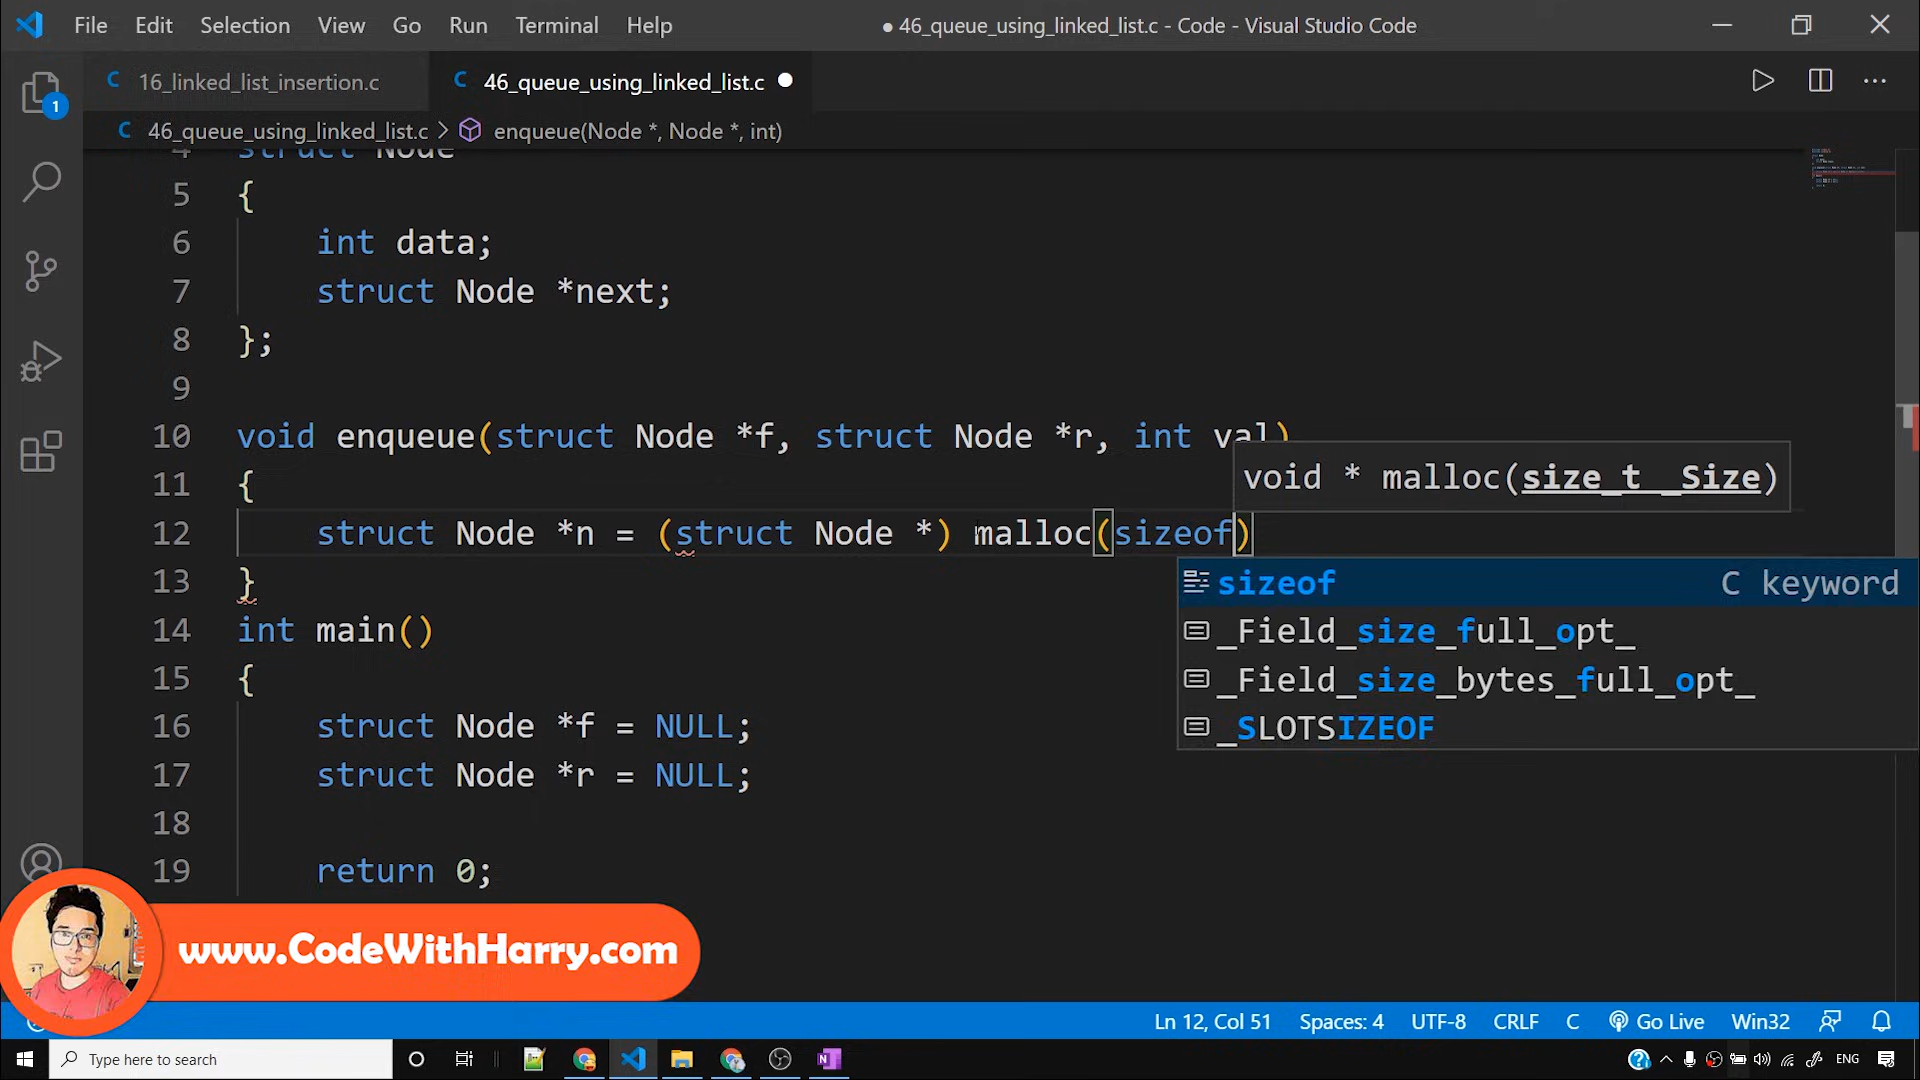 File Edit Selection View Go Run Terminal Help ● 46_queue_using_linked_list.c - Code - Visual Studio Code
16_linked_list_insertion.c 46_queue_using_linked_list.c
46_queue_using_linked_list.c > enqueue(Node *, Node *, int)
1
4 struct Node
5 {
6 int data;
7 struct Node *next;
8 };
9
10 void enqueue(struct Node *f, struct Node *r, int val)
11 {
void * malloc(size_t _Size)
12 struct Node *n = (struct Node *) malloc(sizeof)
13 }
sizeof C keyword
14 int main()
_Field_size_full_opt_
15 {
_Field_size_bytes_full_opt_
16 struct Node *f = NULL;
_SLOTSIZEOF
17 struct Node *r = NULL;
18
19 return 0;
www.CodeWithHarry.com
Ln 12, Col 51 Spaces: 4 UTF-8 CRLF C Go Live Win32
Type here to search
ENG